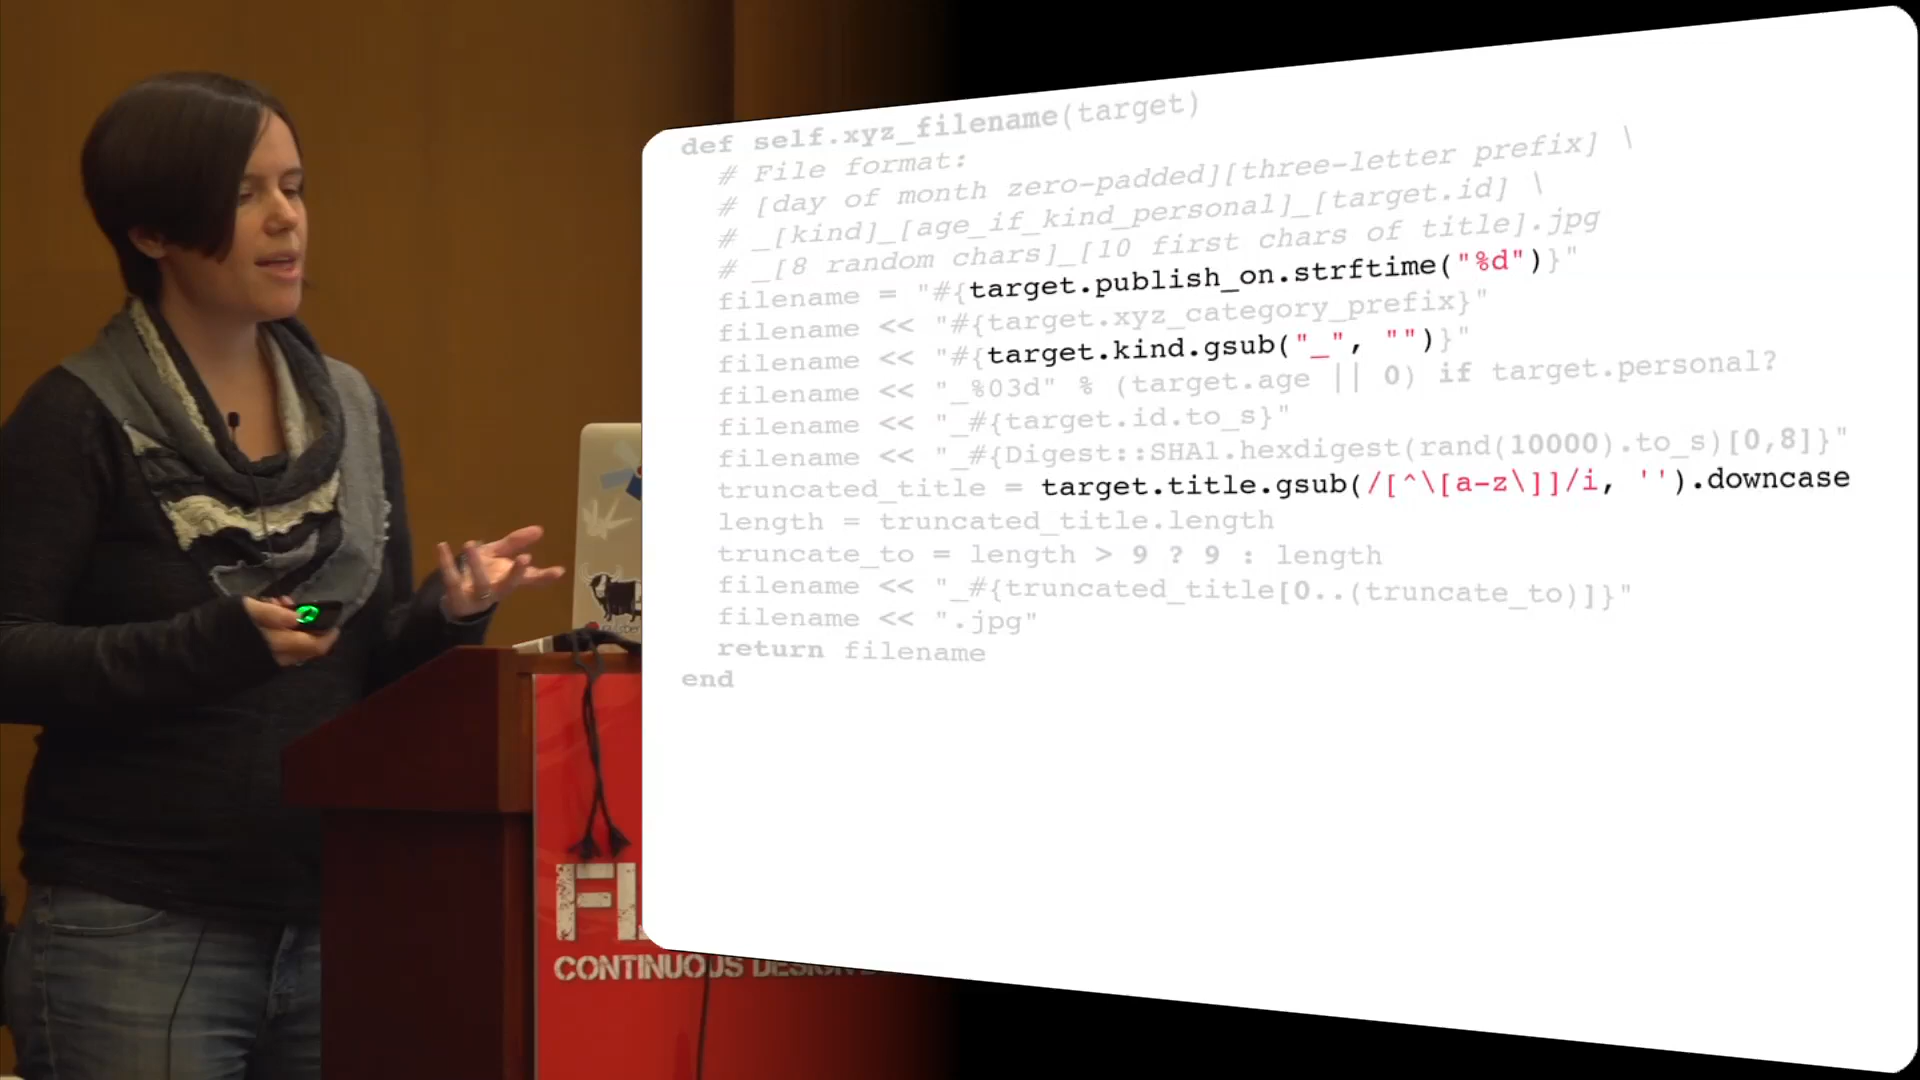 def self.xyz_filename(target)
  # File format:
  # [day of month zero-padded][three-letter prefix] \
  # _[kind]_[age_if_kind_personal]_[target.id] \
  # _[8 random chars]_[10 first chars of title].jpg
  filename = "#{target.publish_on.strftime("%d")}"
  filename << "#{target.xyz_category_prefix}"
  filename << "#{target.kind.gsub("_", "")}"
  filename << "_%03d" % (target.age || 0) if target.personal?
  filename << "_#{target.id.to_s}"
  filename << "_#{Digest::SHA1.hexdigest(rand(10000).to_s)[0,8]}"
  truncated_title = target.title.gsub(/[^\[a-z\]]/i, '').downcase
  length = truncated_title.length
  truncate_to = length > 9 ? 9 : length
  filename << "_#{truncated_title[0..(truncate_to)]}"
  filename << ".jpg"
  return filename
end
FL
CONTINUOUS DESIGN